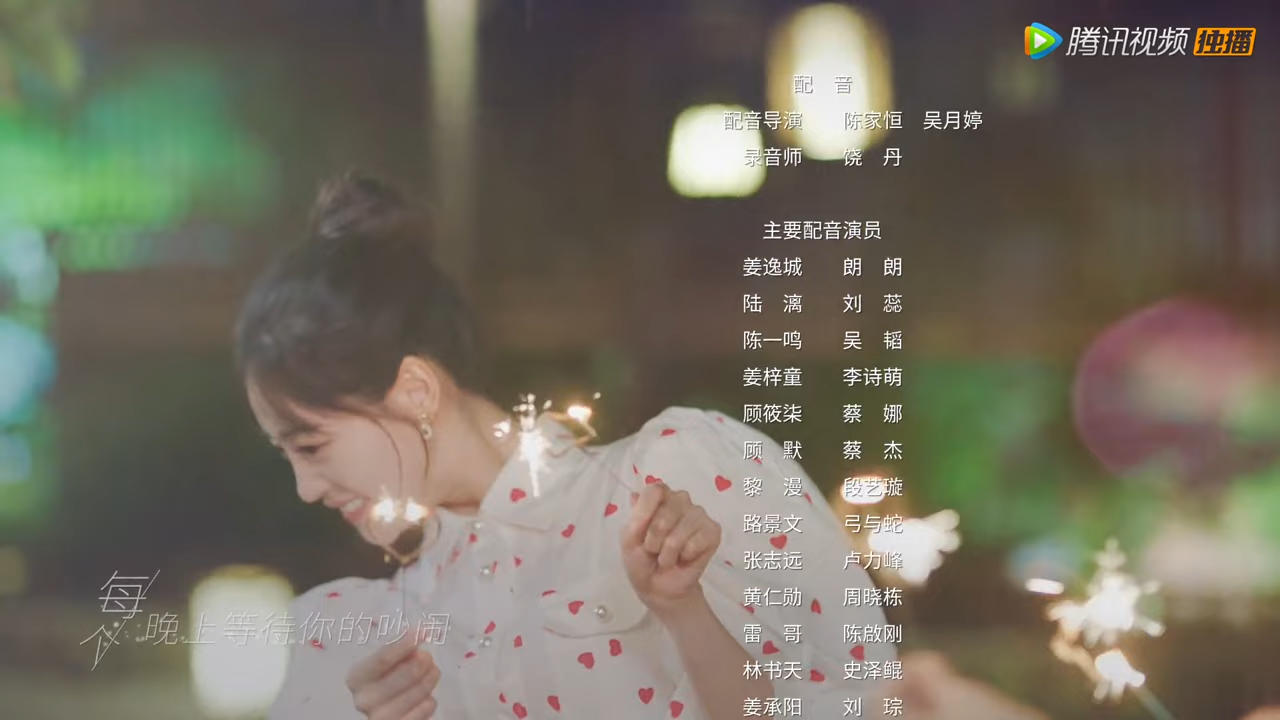 腾讯视频 独播
配 音
配音导演 陈家恒 吴月婷
录音师 饶 丹
主要配音演员
姜逸城 朗 朗
陆 漓 刘 蕊
陈一鸣 吴 韬
姜梓童 李诗萌
顾筱柒 蔡 娜
顾 默 蔡 杰
黎 漫 段艺璇
路景文 弓与蛇
张志远 卢力峰
黄仁勋 周晓栋
雷 哥 陈啟刚
林书天 史泽鲲
姜承阳 刘 琮
每个晚上等待你的吵闹